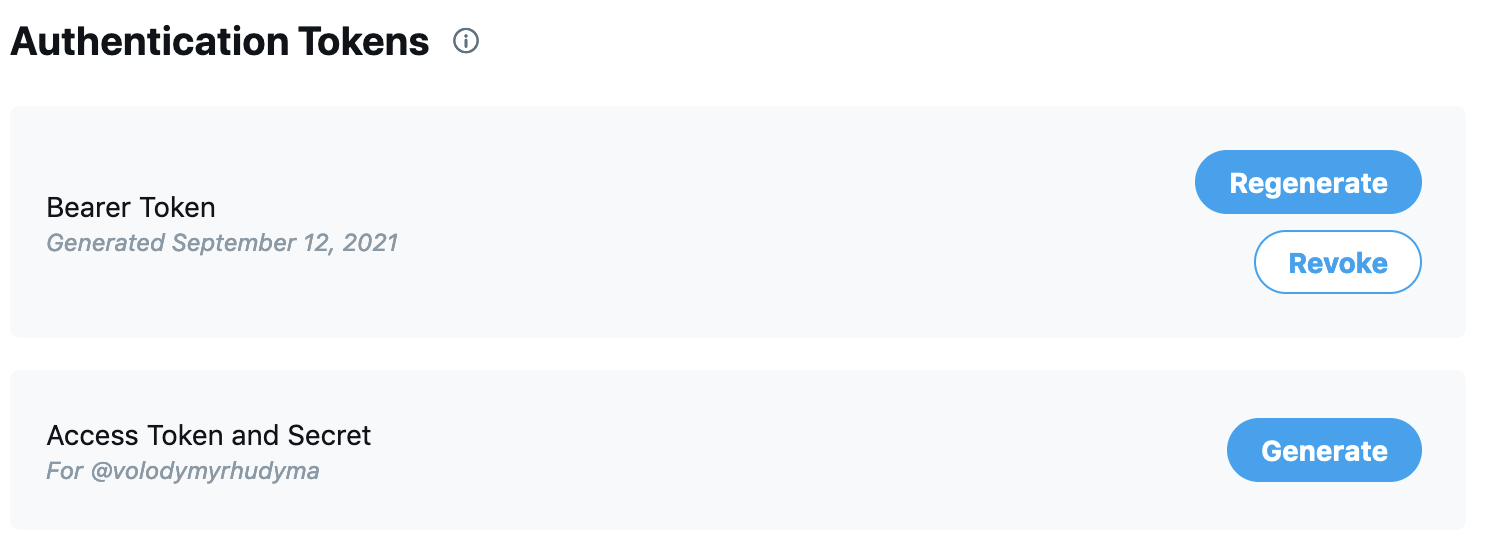 Authentication Tokens
Bearer Token
Generated September 12, 2021
Regenerate
Revoke
Access Token and Secret
For @volodymyrhudyma
Generate